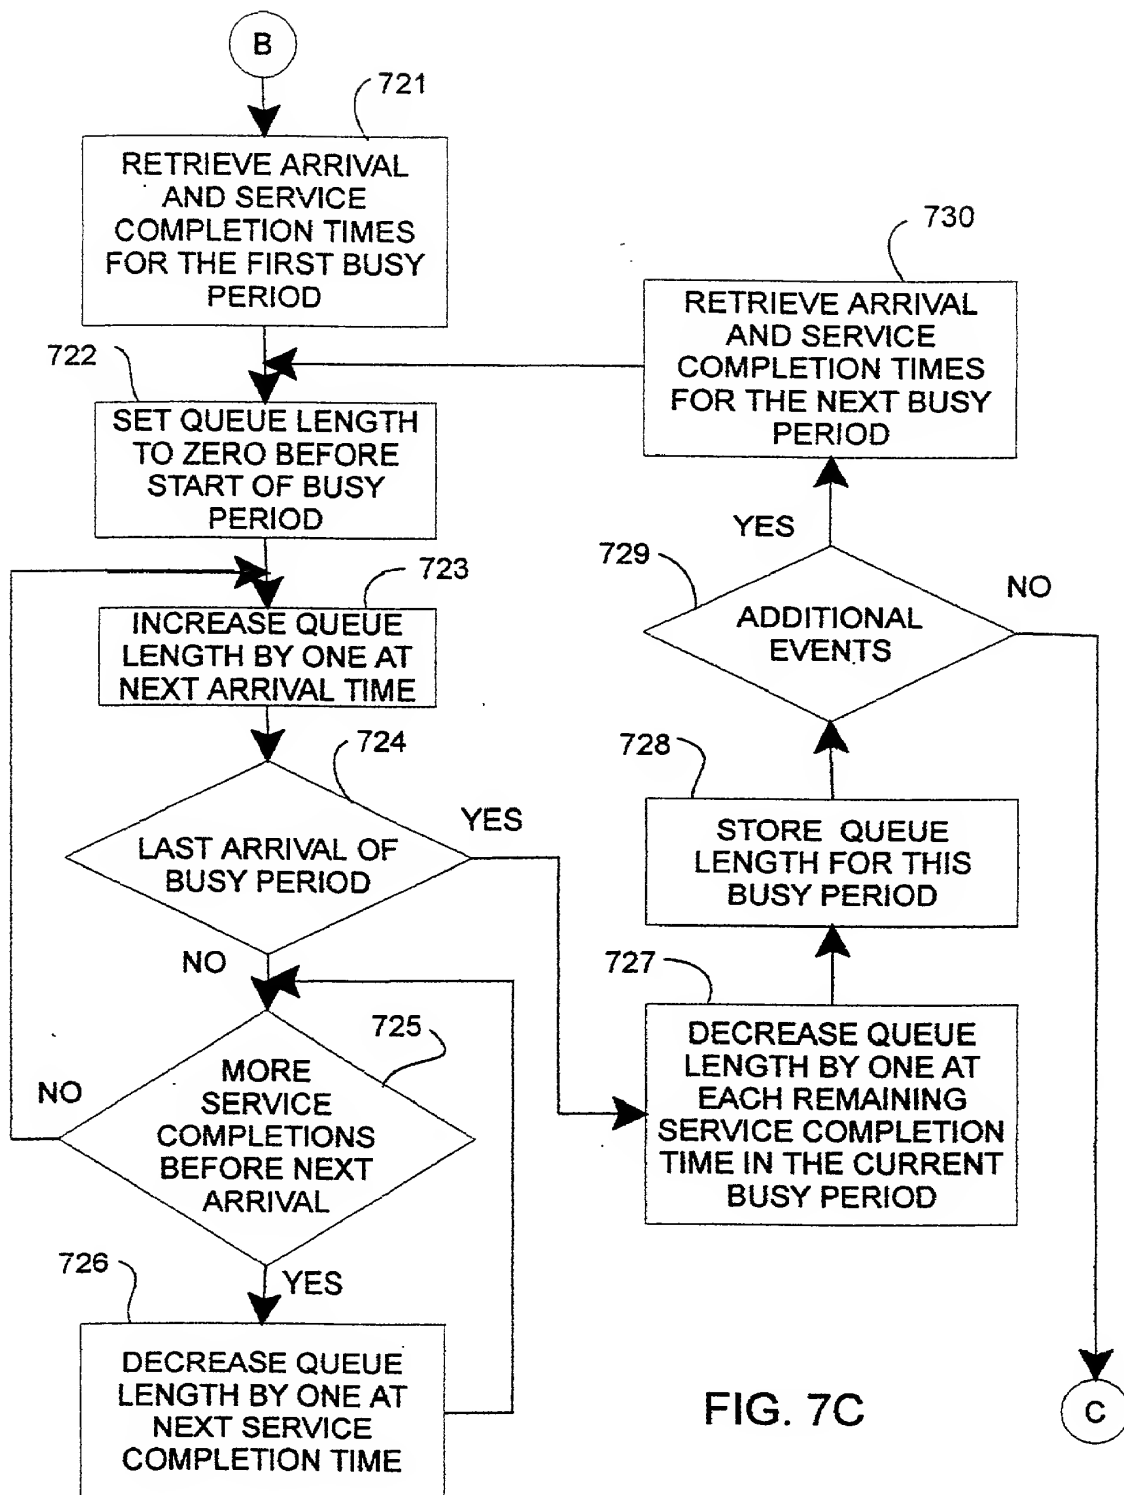 B
721
RETRIEVE ARRIVAL
AND SERVICE
COMPLETION TIMES
FOR THE FIRST BUSY
PERIOD
722
SET QUEUE LENGTH
TO ZERO BEFORE
START OF BUSY
PERIOD
723
INCREASE QUEUE
LENGTH BY ONE AT
NEXT ARRIVAL TIME
724
LAST ARRIVAL OF
BUSY PERIOD
YES
NO
725
MORE
SERVICE
COMPLETIONS
BEFORE NEXT
ARRIVAL
NO
YES
726
DECREASE QUEUE
LENGTH BY ONE AT
NEXT SERVICE
COMPLETION TIME
727
DECREASE QUEUE
LENGTH BY ONE AT
EACH REMAINING
SERVICE COMPLETION
TIME IN THE CURRENT
BUSY PERIOD
728
STORE QUEUE
LENGTH FOR THIS
BUSY PERIOD
729
ADDITIONAL
EVENTS
YES
NO
730
RETRIEVE ARRIVAL
AND SERVICE
COMPLETION TIMES
FOR THE NEXT BUSY
PERIOD
C
FIG. 7C